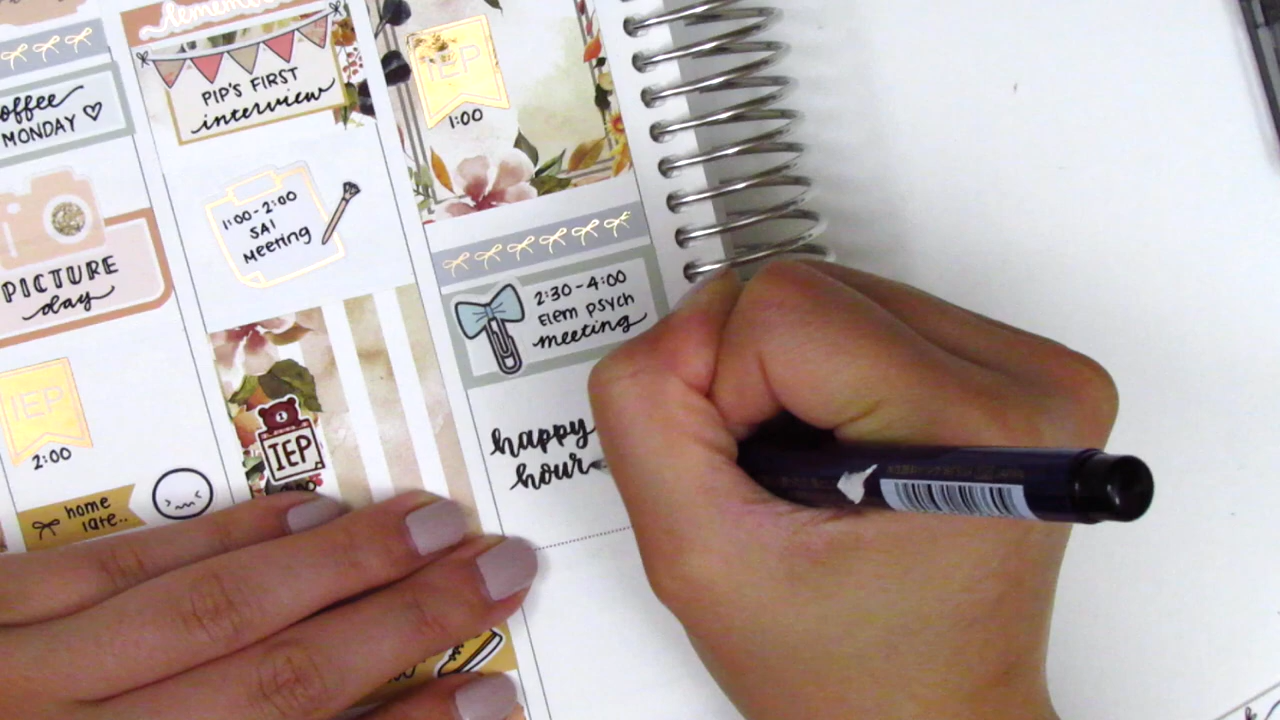 offee
MONDAY
PICTURE
day
IEP
2:00
home
late..
remember
PIP'S FIRST
interview
1:00-2:00
SAI
Meeting
IEP
IEP
1:00
2:30-4:00
Elem psych
meeting
happy
hour